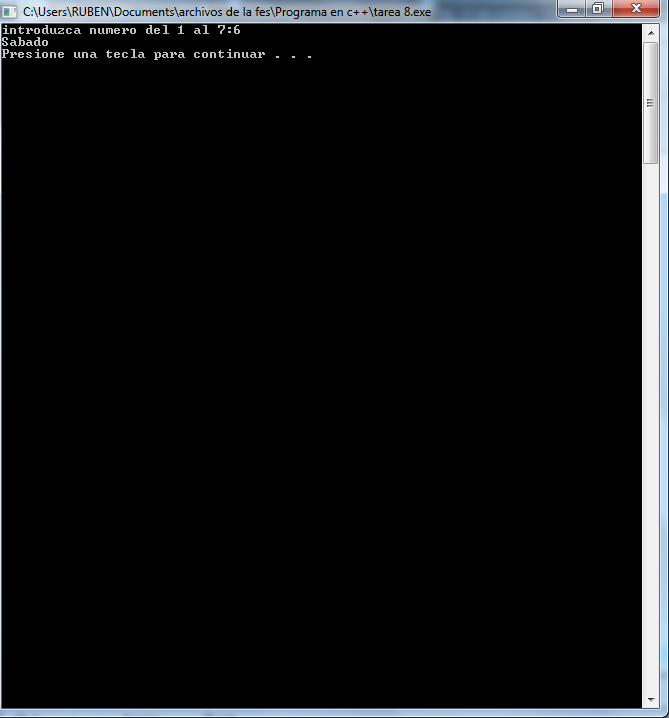 C:\Users\RUBEN\Documents\archivos de la fes\Programa en c++\tarea 8.exe
introduzca numero del 1 al 7:6
Sabado
Presione una tecla para continuar . . .